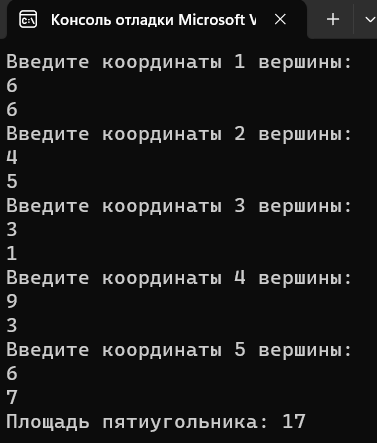 Консоль отладки Microsoft V
Введите координаты 1 вершины:
6
6
Введите координаты 2 вершины:
4
5
Введите координаты 3 вершины:
3
1
Введите координаты 4 вершины:
9
3
Введите координаты 5 вершины:
6
7
Площадь пятиугольника: 17